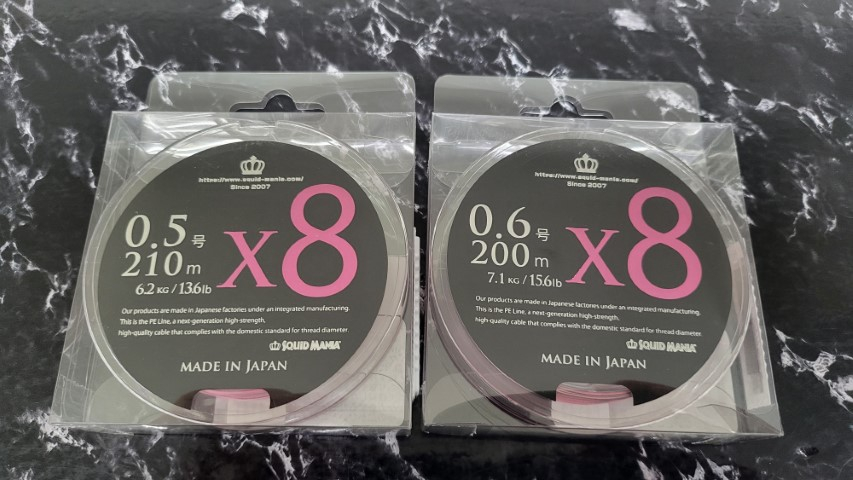 https://www.squid-mania.com/
Since 2007
0.5号
210m
x8
6.2KG/13.6lb
Our products are made in Japanese factories under an integrated manufacturing.
This is the PE Line, a next-generation high-strength,
high-quality cable that complies with the domestic standard for thread diameter.
SQUID MANIA
MADE IN JAPAN
https://www.squid-mania.com/
Since 2007
0.6号
200m
x8
7.1KG/15.6lb
Our products are made in Japanese factories under an integrated manufacturing.
This is the PE Line, a next-generation high-strength,
high-quality cable that complies with the domestic standard for thread diameter.
SQUID MANIA
MADE IN JAPAN